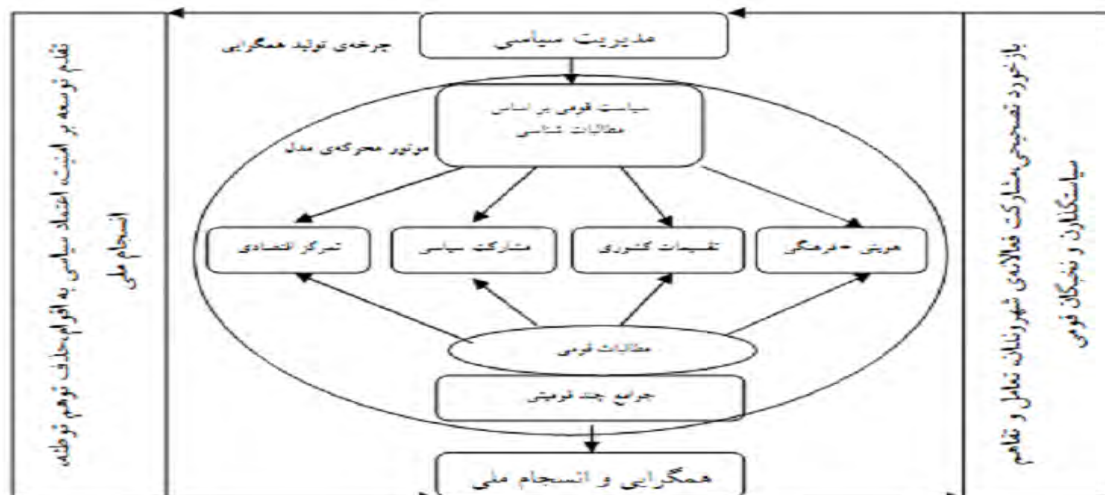 مدیریت سیاسی
چرخه‌ی تولید همگرایی
سیاست قومی بر اساس
مطالبات شناسی
موتور محرکه‌ی مدل
هویتی - فرهنگی
تقسیمات کشوری
مشارکت سیاسی
تمرکز اقتصادی
مطالبات قومی
جوامع چند قومیتی
همگرایی و انسجام ملی
بازخورد تصحیحی،مشارکت فعالانه‌ی شهروندان، تعامل و تفاهم
سیاستگذارن و نخبگان قومی
تقدم توسعه بر امنیت، اعتماد سیاسی به اقوام،حذف توهم توطئه،
انسجام ملی